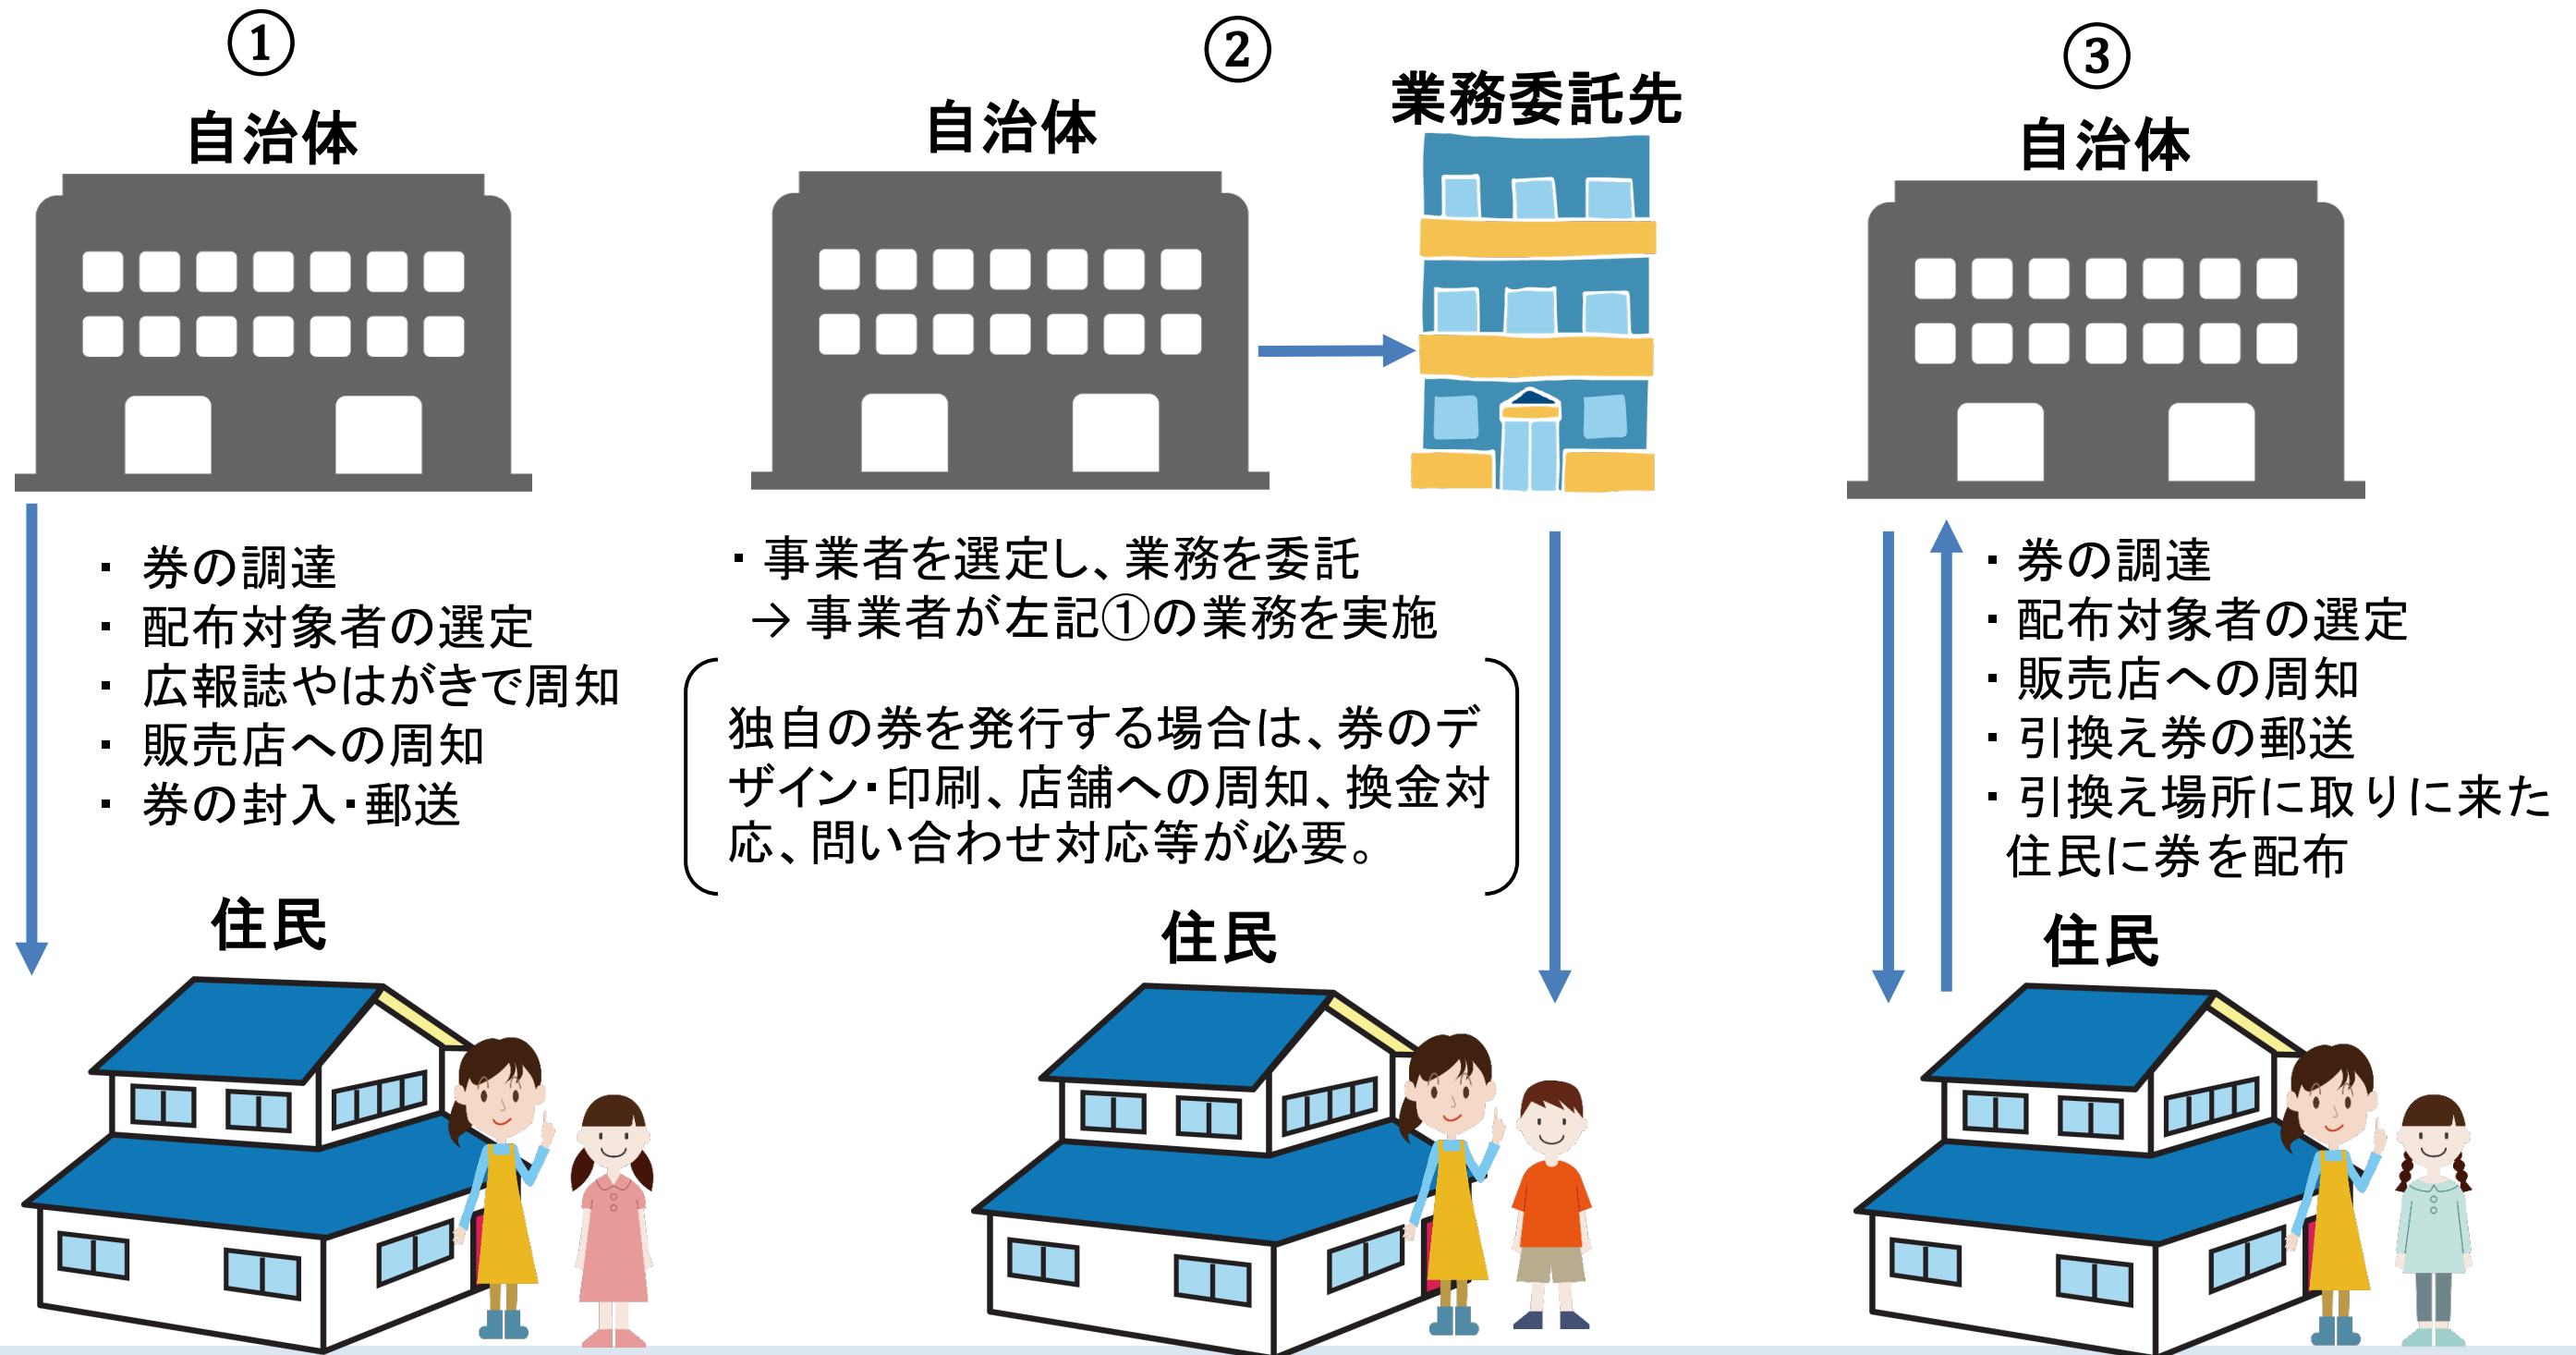 ①
自治体
・ 券の調達
・ 配布対象者の選定
・ 広報誌やはがきで周知
・ 販売店への周知
・ 券の封入・郵送
住民
②
自治体
業務委託先
・事業者を選定し、業務を委託
→ 事業者が左記①の業務を実施
独自の券を発行する場合は、券のデ
ザイン・印刷、店舗への周知、換金対
応、問い合わせ対応等が必要。
住民
③
自治体
・券の調達
・配布対象者の選定
・販売店への周知
・引換え券の郵送
・引換え場所に取りに来た
住民に券を配布
住民